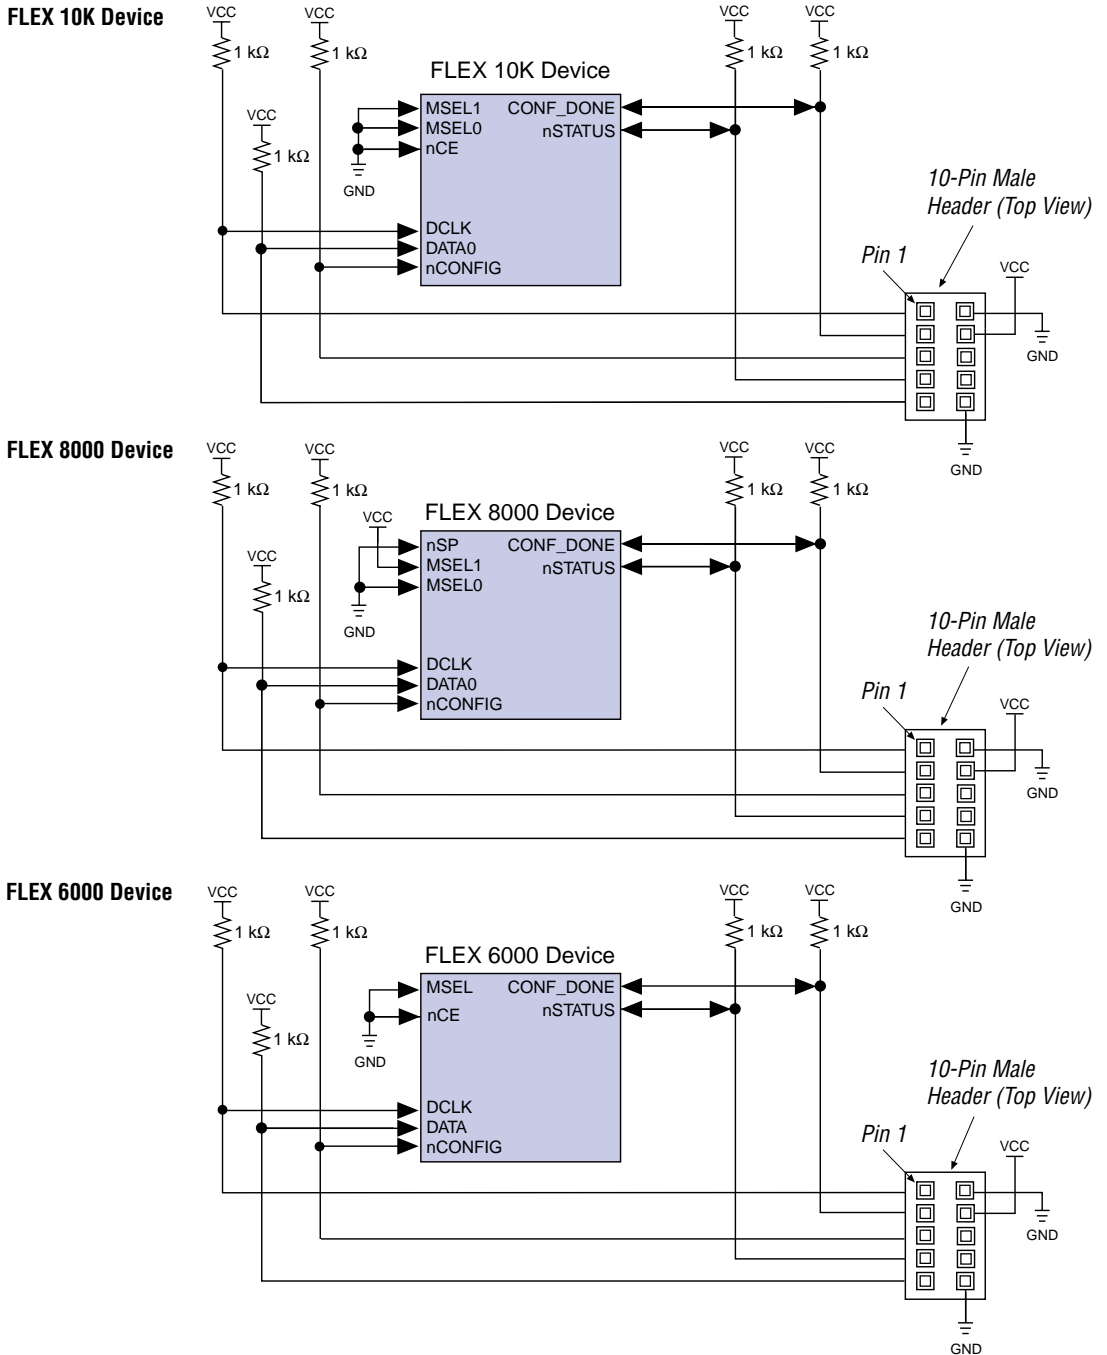 FLEX 10K Device
VCC
VCC
VCC
VCC
1 kΩ
1 kΩ
1 kΩ
1 kΩ
FLEX 10K Device
VCC
1 kΩ
MSEL1
MSEL0
nCE
CONF_DONE
nSTATUS
GND
DCLK
DATA0
nCONFIG
10-Pin Male
Header (Top View)
Pin 1
VCC
GND
GND
FLEX 8000 Device
VCC
VCC
VCC
VCC
1 kΩ
1 kΩ
1 kΩ
1 kΩ
FLEX 8000 Device
VCC
VCC
1 kΩ
nSP
MSEL1
MSEL0
CONF_DONE
nSTATUS
GND
DCLK
DATA0
nCONFIG
10-Pin Male
Header (Top View)
Pin 1
VCC
GND
GND
FLEX 6000 Device
VCC
VCC
VCC
VCC
1 kΩ
1 kΩ
1 kΩ
1 kΩ
FLEX 6000 Device
VCC
1 kΩ
MSEL
nCE
CONF_DONE
nSTATUS
GND
DCLK
DATA
nCONFIG
10-Pin Male
Header (Top View)
Pin 1
VCC
GND
GND